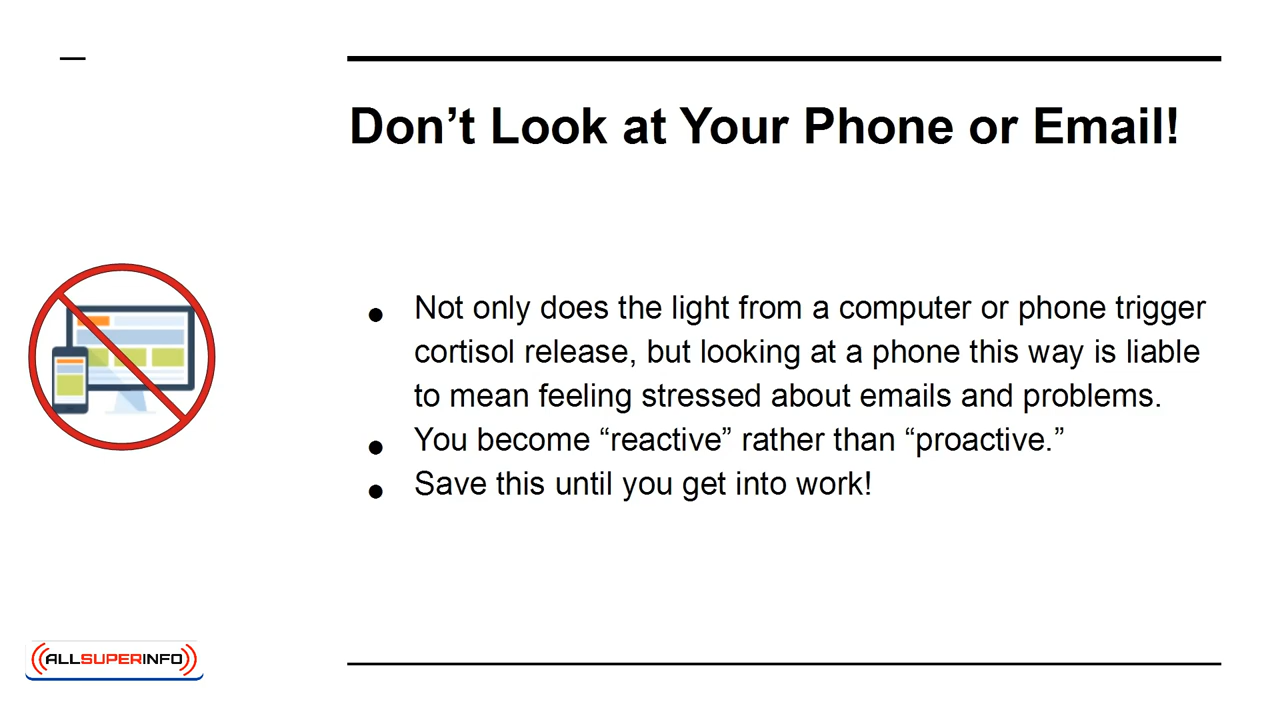 Don’t Look at Your Phone or Email!
● Not only does the light from a computer or phone trigger
cortisol release, but looking at a phone this way is liable
to mean feeling stressed about emails and problems.
● You become “reactive” rather than “proactive.”
● Save this until you get into work!
ALLSUPERINFO